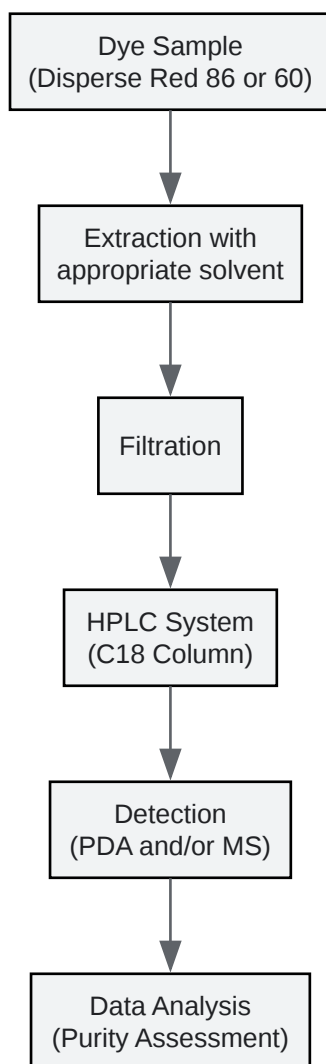 Dye Sample
(Disperse Red 86 or 60)
Extraction with
appropriate solvent
Filtration
HPLC System
(C18 Column)
Detection
(PDA and/or MS)
Data Analysis
(Purity Assessment)